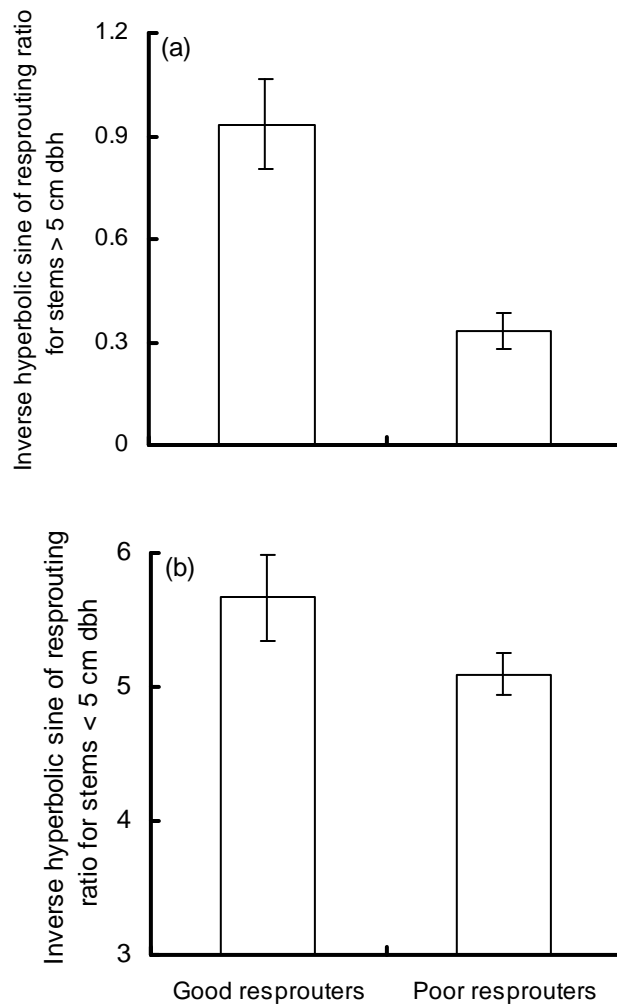 Inverse hyperbolic sine of resprouting ratio
for stems > 5 cm dbh
(a)
1.2
0.9
0.6
0.3
0
Inverse hyperbolic sine of resprouting
ratio for stems < 5 cm dbh
(b)
6
5
4
3
Good resprouters
Poor resprouters